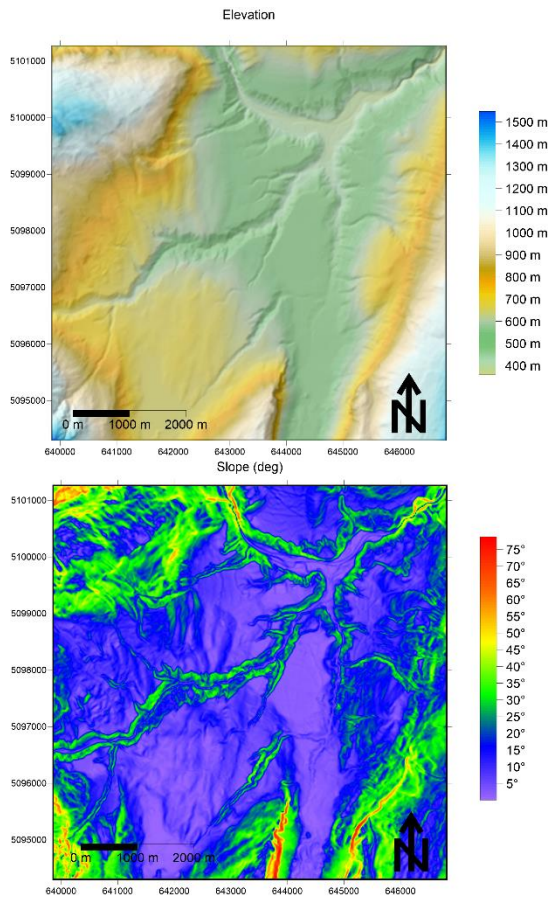 Elevation
5101000
5100000
5099000
5098000
5097000
5096000
5095000
1500 m
1400 m
1300 m
1200 m
1100 m
1000 m
900 m
800 m
700 m
600 m
500 m
400 m
N
0 m 1000 m 2000 m
640000 641000 642000 643000 644000 645000 646000
Slope (deg)
5101000
5100000
5099000
5098000
5097000
5096000
5095000
75°
70°
65°
60°
55°
50°
45°
40°
35°
30°
25°
20°
15°
10°
5°
N
0 m 1000 m 2000 m
640000 641000 642000 643000 644000 645000 646000